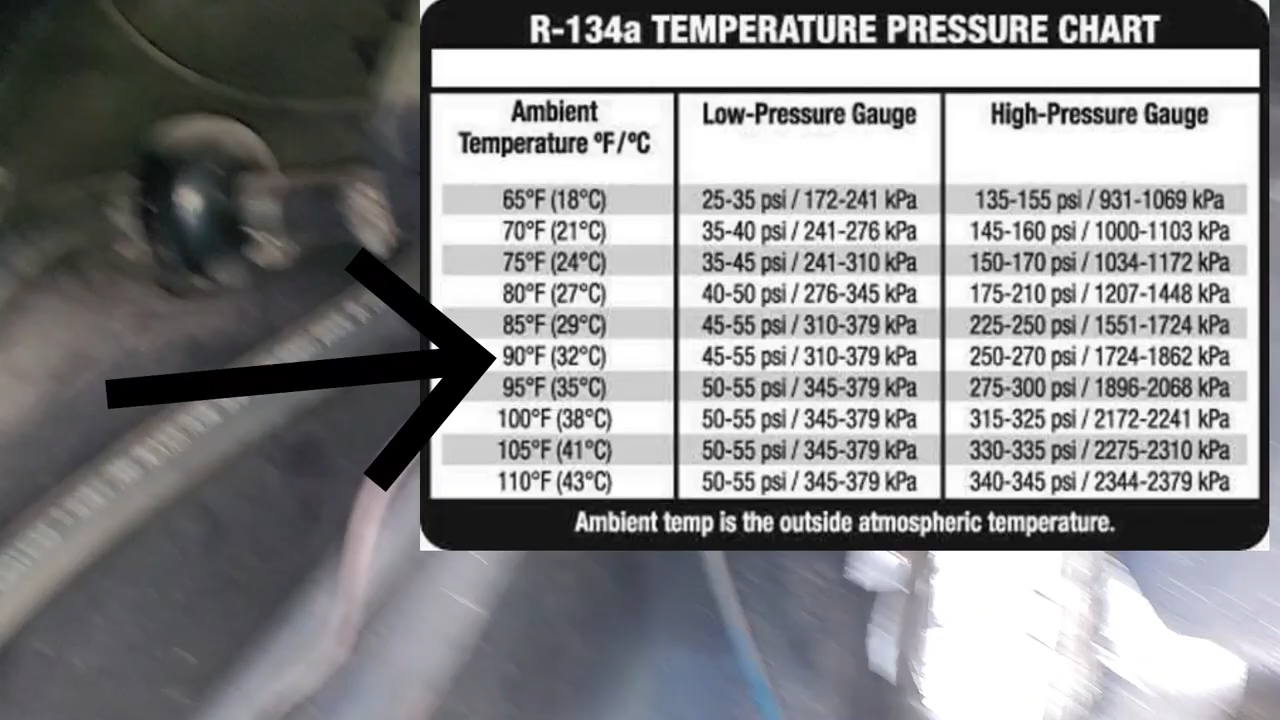 R-134a TEMPERATURE PRESSURE CHART
Ambient Temperature ºF/ºC Low-Pressure Gauge High-Pressure Gauge
65°F (18°C) 25-35 psi / 172-241 kPa 135-155 psi / 931-1069 kPa
70°F (21°C) 35-40 psi / 241-276 kPa 145-160 psi / 1000-1103 kPa
75°F (24°C) 35-45 psi / 241-310 kPa 150-170 psi / 1034-1172 kPa
80°F (27°C) 40-50 psi / 276-345 kPa 175-210 psi / 1207-1448 kPa
85°F (29°C) 45-55 psi / 310-379 kPa 225-250 psi / 1551-1724 kPa
90°F (32°C) 45-55 psi / 310-379 kPa 250-270 psi / 1724-1862 kPa
95°F (35°C) 50-55 psi / 345-379 kPa 275-300 psi / 1896-2068 kPa
100°F (38°C) 50-55 psi / 345-379 kPa 315-325 psi / 2172-2241 kPa
105°F (41°C) 50-55 psi / 345-379 kPa 330-335 psi / 2275-2310 kPa
110°F (43°C) 50-55 psi / 345-379 kPa 340-345 psi / 2344-2379 kPa
Ambient temp is the outside atmospheric temperature.